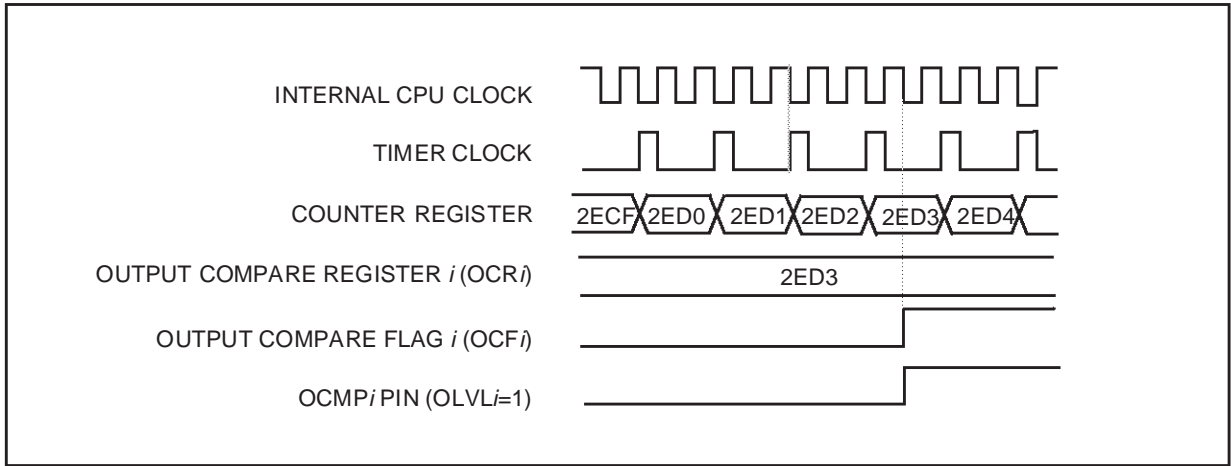 INTERNAL CPU CLOCK
TIMER CLOCK
COUNTER REGISTER 2ECF 2ED0 2ED1 2ED2 2ED3 2ED4
OUTPUT COMPARE REGISTER i (OCRi) 2ED3
OUTPUT COMPARE FLAG i (OCFi)
OCMPi PIN (OLVLi=1)